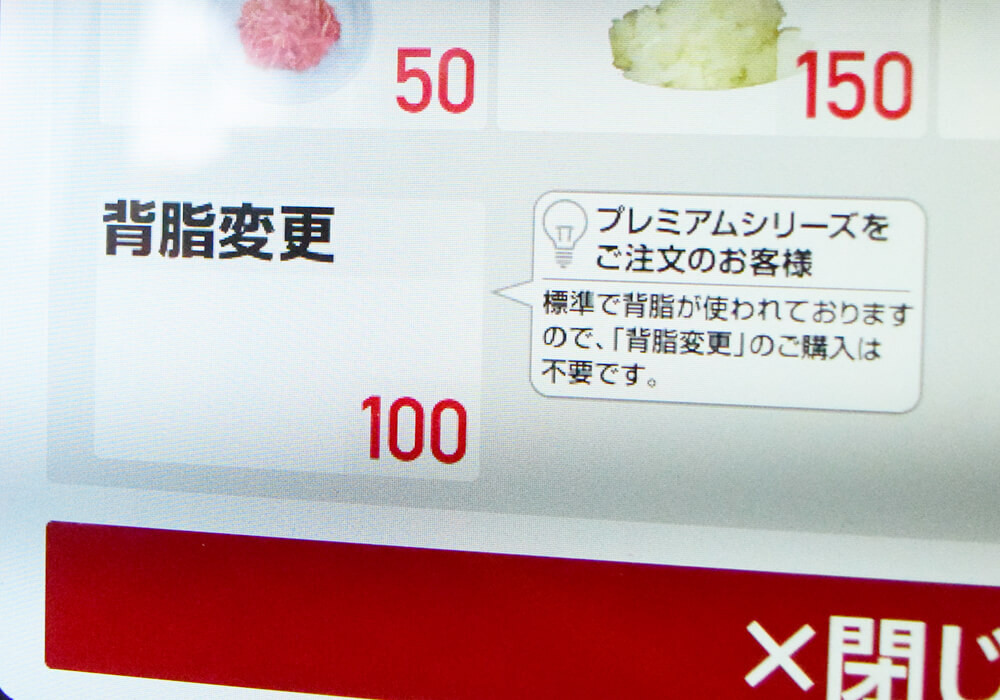 50
150
背脂変更
100
プレミアムシリーズを
ご注文のお客様
標準で背脂が使われております
ので、「背脂変更」のご購入は
不要です。
×閉じ